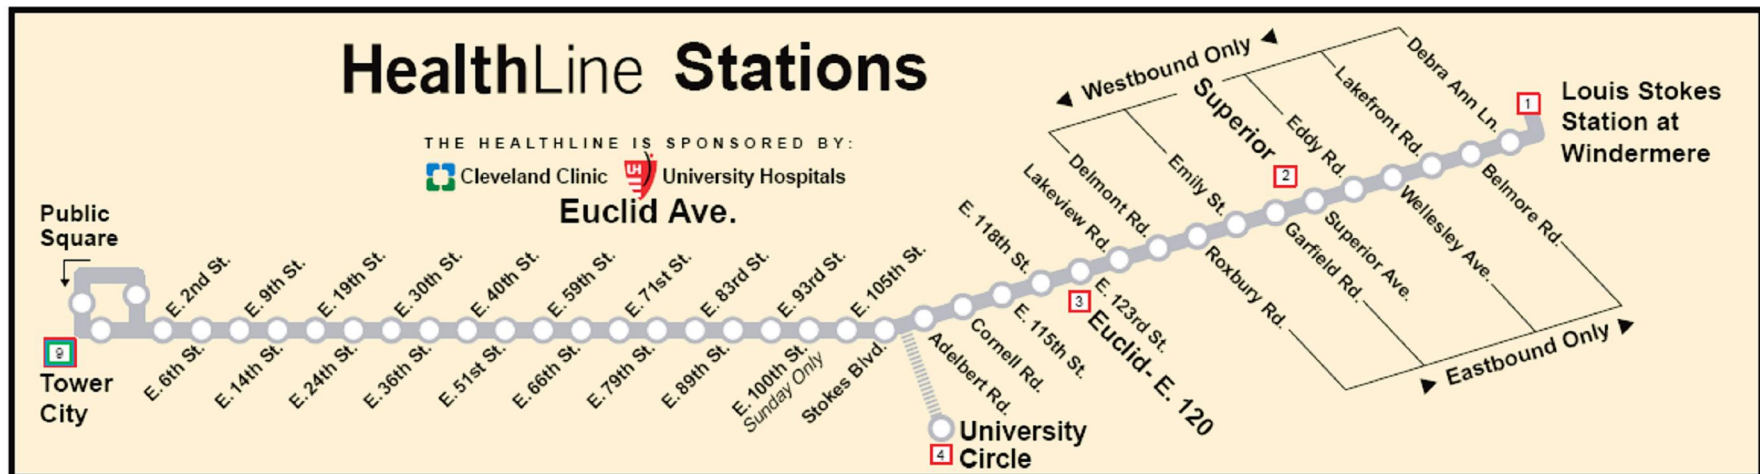 HealthLine Stations
THE HEALTHLINE IS SPONSORED BY:
Cleveland Clinic
UH
University Hospitals
Euclid Ave.
Public
Square
9
Tower
City
E. 2nd St.
E. 6th St.
E. 9th St.
E. 14th St.
E. 19th St.
E. 24th St.
E. 30th St.
E. 36th St.
E. 40th St.
E. 51st St.
E. 59th St.
E. 66th St.
E. 71st St.
E. 79th St.
E. 83rd St.
E. 89th St.
E. 93rd St.
E. 100th St.
Sunday Only
E. 105th St.
Stokes Blvd.
4
University
Circle
Adelbert Rd.
Cornell Rd.
E. 115th St.
E. 118th St.
3
E. 123rd St.
Euclid- E. 120
Lakeview Rd.
Delmont Rd.
Roxbury Rd.
Emily St.
Garfield Rd.
2
Superior
Superior Ave.
Eddy Rd.
Wellesley Ave.
Lakefront Rd.
Belmore Rd.
Debra Ann Ln.
Westbound Only
Eastbound Only
1
Louis Stokes
Station at
Windermere